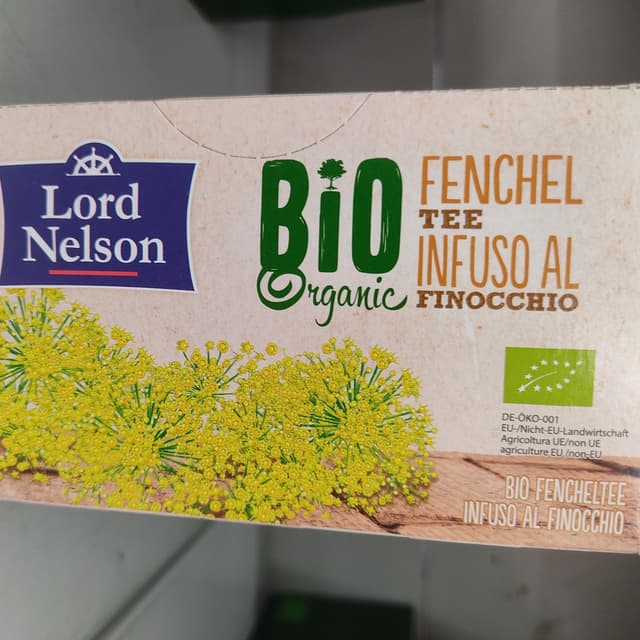 Lord
Nelson
BIO
Organic
FENCHEL
TEE
INFUSO AL
FINOCCHIO
DE-ÖKO-001
EU-/Nicht-EU-Landwirtschaft
Agricoltura UE/non UE
agriculture EU /non-EU
BIO FENCHELTEE
INFUSO AL FINOCCHIO